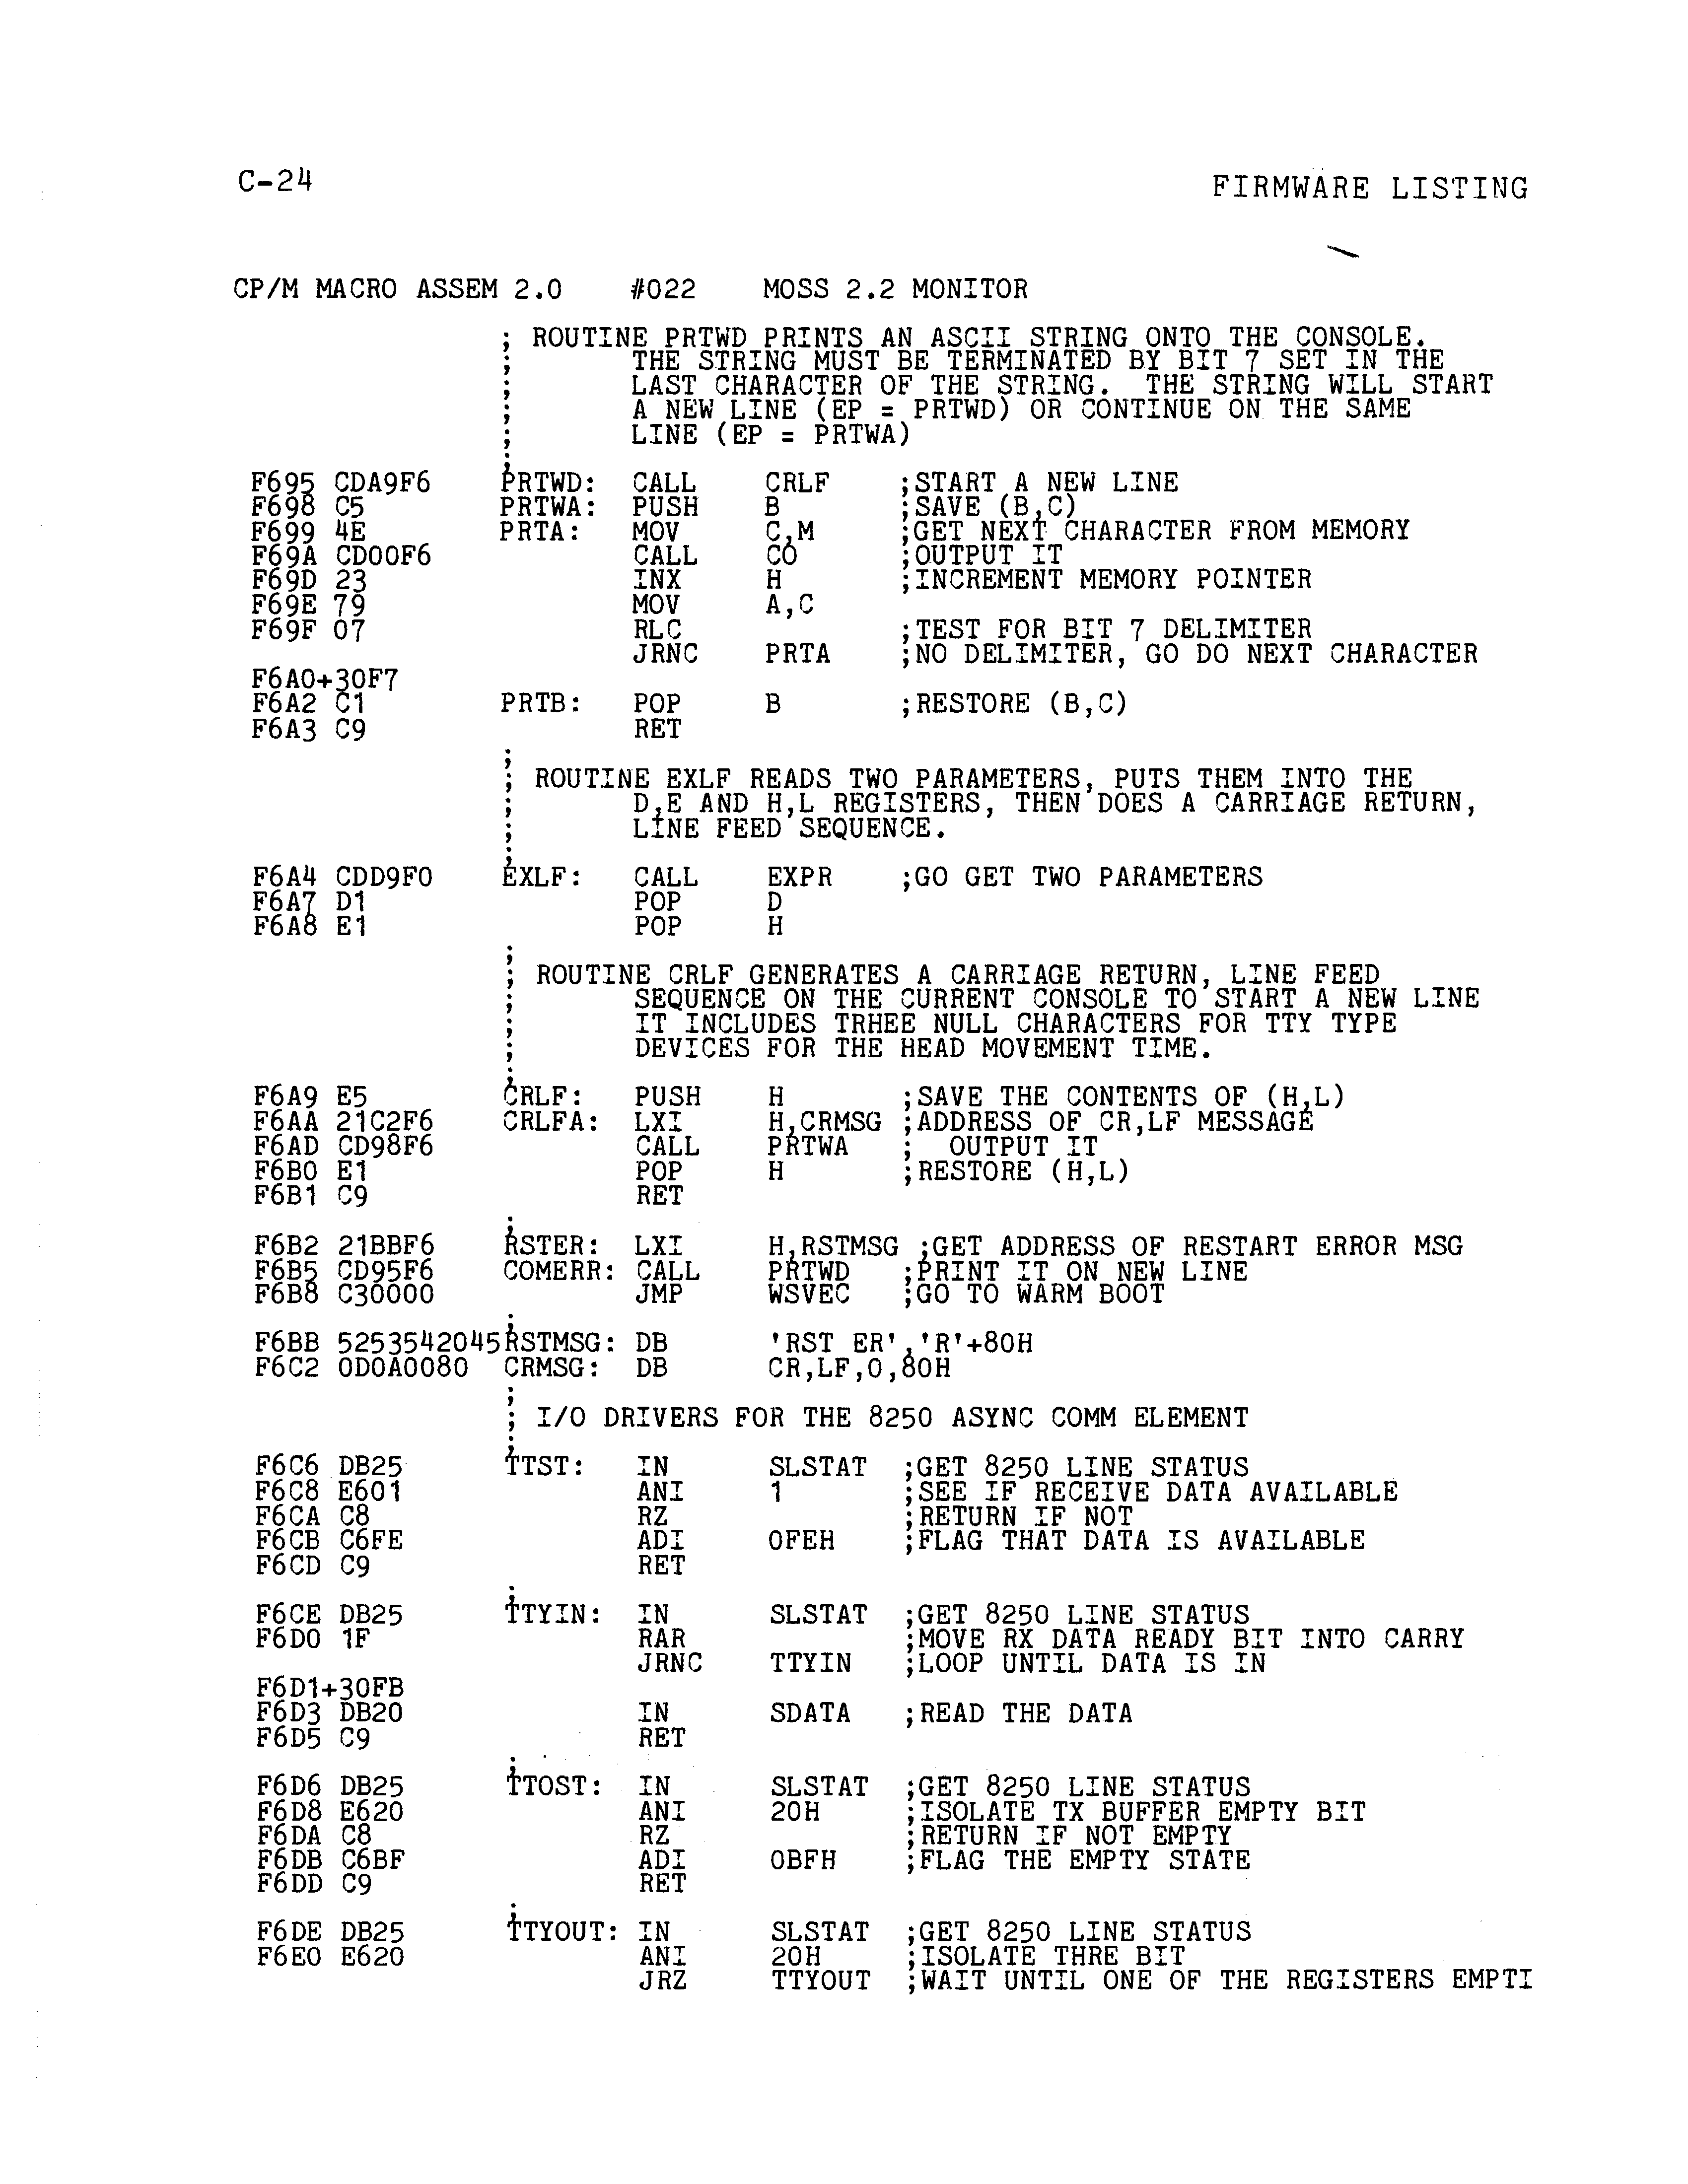 C-24 FIRMWARE LISTING
CP/M MACRO ASSEM 2.0 #022 MOSS 2.2 MONITOR
; ROUTINE PRTWD PRINTS AN ASCII STRING ONTO THE CONSOLE.
; THE STRING MUST BE TERMINATED BY BIT 7 SET IN THE
; LAST CHARACTER OF THE STRING. THE STRING WILL START
; A NEW LINE (EP = PRTWD) OR CONTINUE ON THE SAME
; LINE (EP = PRTWA)
;
F695 CDA9F6 PRTWD: CALL CRLF ;START A NEW LINE
F698 C5 PRTWA: PUSH B ;SAVE (B,C)
F699 4E PRTA: MOV C,M ;GET NEXT CHARACTER FROM MEMORY
F69A CD00F6 CALL CO ;OUTPUT IT
F69D 23 INX H ;INCREMENT MEMORY POINTER
F69E 79 MOV A,C
F69F 07 RLC ;TEST FOR BIT 7 DELIMITER
JRNC PRTA ;NO DELIMITER, GO DO NEXT CHARACTER
F6A0+30F7
F6A2 C1 PRTB: POP B ;RESTORE (B,C)
F6A3 C9 RET
;
; ROUTINE EXLF READS TWO PARAMETERS, PUTS THEM INTO THE
; D,E AND H,L REGISTERS, THEN DOES A CARRIAGE RETURN,
; LINE FEED SEQUENCE.
;
F6A4 CDD9F0 EXLF: CALL EXPR ;GO GET TWO PARAMETERS
F6A7 D1 POP D
F6A8 E1 POP H
;
; ROUTINE CRLF GENERATES A CARRIAGE RETURN, LINE FEED
; SEQUENCE ON THE CURRENT CONSOLE TO START A NEW LINE
; IT INCLUDES TRHEE NULL CHARACTERS FOR TTY TYPE
; DEVICES FOR THE HEAD MOVEMENT TIME.
;
F6A9 E5 CRLF: PUSH H ;SAVE THE CONTENTS OF (H,L)
F6AA 21C2F6 CRLFA: LXI H,CRMSG ;ADDRESS OF CR,LF MESSAGE
F6AD CD98F6 CALL PRTWA ; OUTPUT IT
F6B0 E1 POP H ;RESTORE (H,L)
F6B1 C9 RET
;
F6B2 21BBF6 RSTER: LXI H,RSTMSG ;GET ADDRESS OF RESTART ERROR MSG
F6B5 CD95F6 COMERR: CALL PRTWD ;PRINT IT ON NEW LINE
F6B8 C30000 JMP WSVEC ;GO TO WARM BOOT
;
F6BB 5253542045RSTMSG: DB 'RST ER','R'+80H
F6C2 0D0A0080 CRMSG: DB CR,LF,0,80H
;
; I/O DRIVERS FOR THE 8250 ASYNC COMM ELEMENT
;
F6C6 DB25 TTST: IN SLSTAT ;GET 8250 LINE STATUS
F6C8 E601 ANI 1 ;SEE IF RECEIVE DATA AVAILABLE
F6CA C8 RZ ;RETURN IF NOT
F6CB C6FE ADI 0FEH ;FLAG THAT DATA IS AVAILABLE
F6CD C9 RET
;
F6CE DB25 TTYIN: IN SLSTAT ;GET 8250 LINE STATUS
F6D0 1F RAR ;MOVE RX DATA READY BIT INTO CARRY
JRNC TTYIN ;LOOP UNTIL DATA IS IN
F6D1+30FB
F6D3 DB20 IN SDATA ;READ THE DATA
F6D5 C9 RET
;
F6D6 DB25 TTOST: IN SLSTAT ;GET 8250 LINE STATUS
F6D8 E620 ANI 20H ;ISOLATE TX BUFFER EMPTY BIT
F6DA C8 RZ ;RETURN IF NOT EMPTY
F6DB C6BF ADI 0BFH ;FLAG THE EMPTY STATE
F6DD C9 RET
;
F6DE DB25 TTYOUT: IN SLSTAT ;GET 8250 LINE STATUS
F6E0 E620 ANI 20H ;ISOLATE THRE BIT
JRZ TTYOUT ;WAIT UNTIL ONE OF THE REGISTERS EMPTI